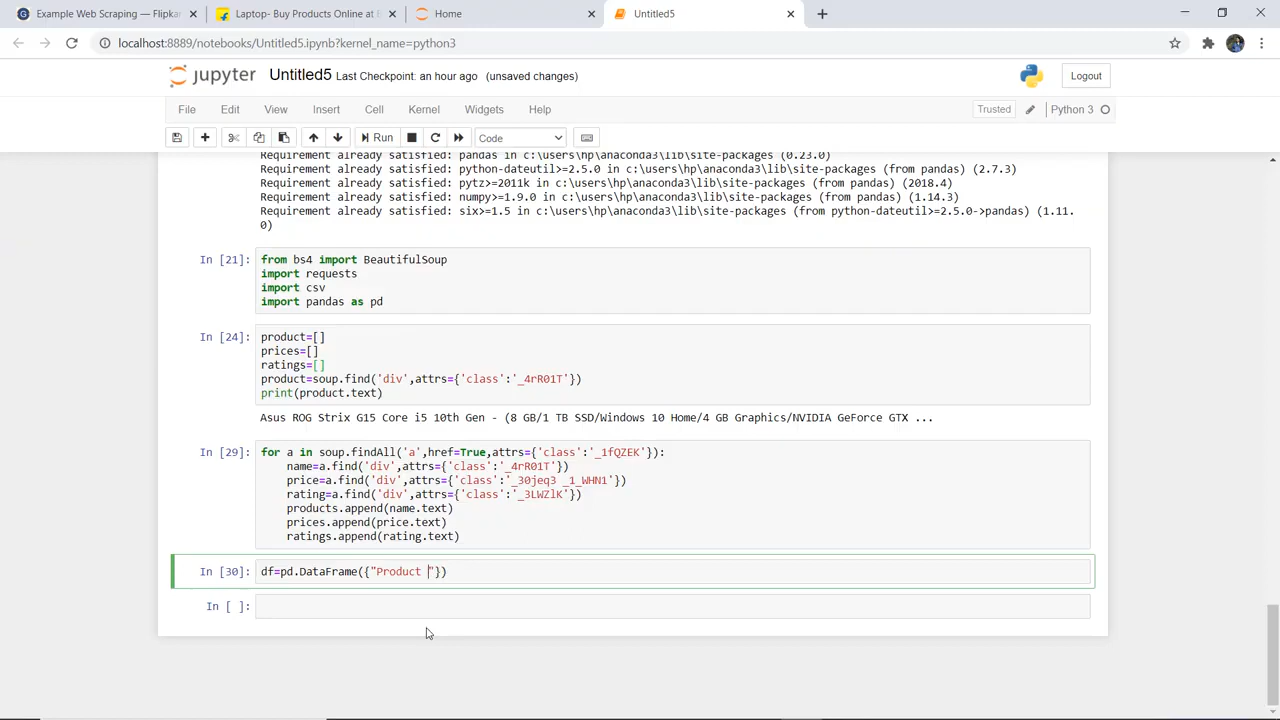 Example Web Scraping — Flipkar
Laptop- Buy Products Online at B
Home
Untitled5
localhost:8889/notebooks/Untitled5.ipynb?kernel_name=python3
jupyter Untitled5 Last Checkpoint: an hour ago (unsaved changes)
Logout
File Edit View Insert Cell Kernel Widgets Help
Trusted
Python 3
Run
Code
Requirement already satisfied: pandas in c:\users\hp\anaconda3\lib\site-packages (0.23.0)
Requirement already satisfied: python-dateutil>=2.5.0 in c:\users\hp\anaconda3\lib\site-packages (from pandas) (2.7.3)
Requirement already satisfied: pytz>=2011k in c:\users\hp\anaconda3\lib\site-packages (from pandas) (2018.4)
Requirement already satisfied: numpy>=1.9.0 in c:\users\hp\anaconda3\lib\site-packages (from pandas) (1.14.3)
Requirement already satisfied: six>=1.5 in c:\users\hp\anaconda3\lib\site-packages (from python-dateutil>=2.5.0->pandas) (1.11.
0)
In [21]: from bs4 import BeautifulSoup
import requests
import csv
import pandas as pd
In [24]: product=[]
prices=[]
ratings=[]
product=soup.find('div',attrs={'class':'_4rR01T'})
print(product.text)
Asus ROG Strix G15 Core i5 10th Gen - (8 GB/1 TB SSD/Windows 10 Home/4 GB Graphics/NVIDIA GeForce GTX ...
In [29]: for a in soup.findAll('a',href=True,attrs={'class':'_1fQZEK'}):
name=a.find('div',attrs={'class':'_4rR01T'})
price=a.find('div',attrs={'class':'_30jeq3 _1_WHN1'})
rating=a.find('div',attrs={'class':'_3LWZlK'})
products.append(name.text)
prices.append(price.text)
ratings.append(rating.text)
In [30]: df=pd.DataFrame({"Product "})
In [ ]: